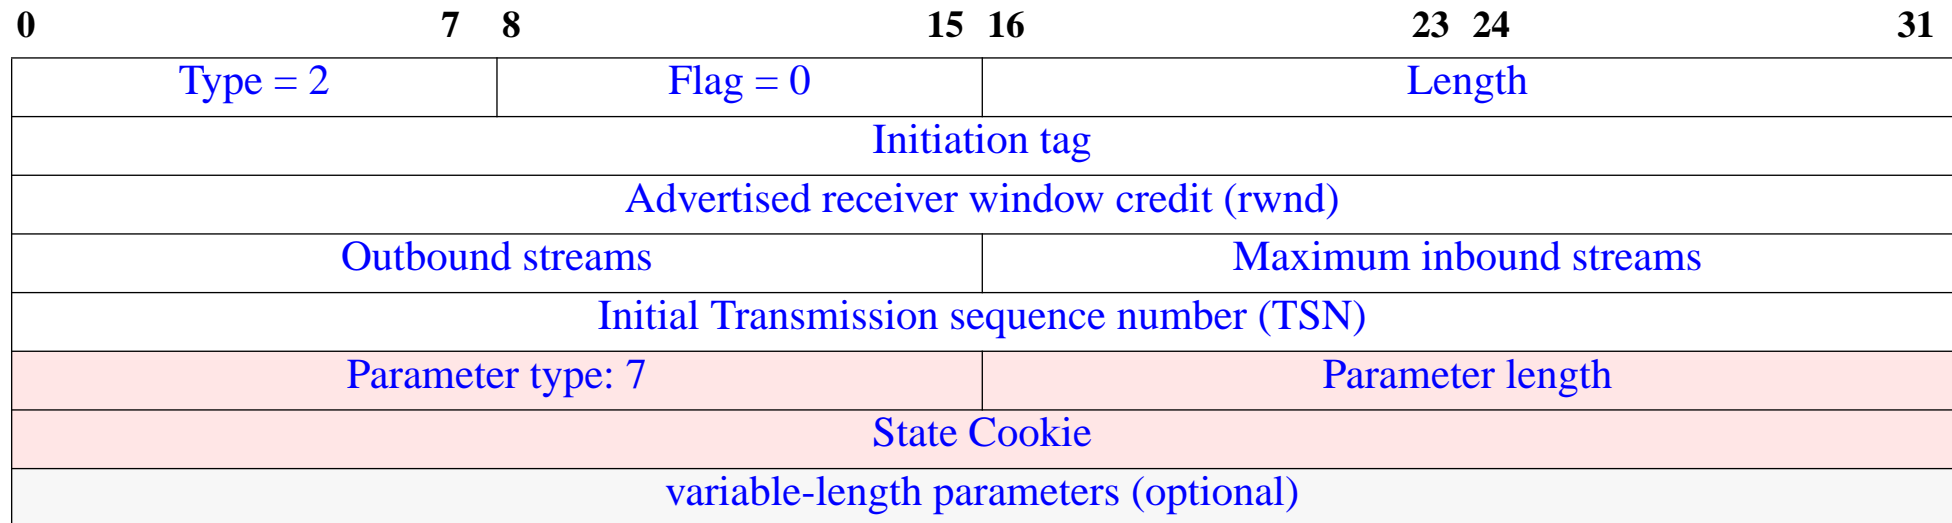 0 7 8 15 16 23 24 31
Type = 2 Flag = 0 Length
Initiation tag
Advertised receiver window credit (rwnd)
Outbound streams Maximum inbound streams
Initial Transmission sequence number (TSN)
Parameter type: 7 Parameter length
State Cookie
variable-length parameters (optional)